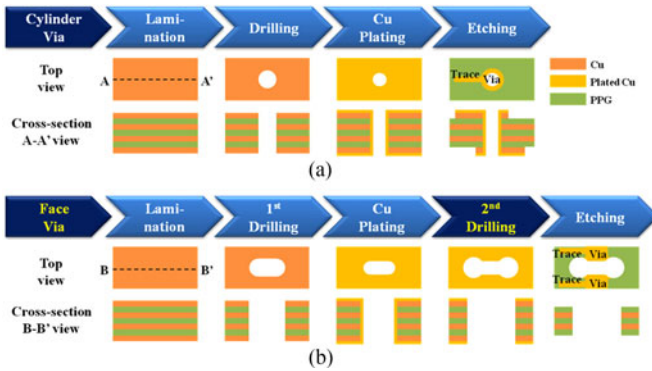 Cylinder
Via
Lami-
nation
Drilling
Cu
Plating
Etching
Top
view
A
A'
Trace
Via
Cu
Plated Cu
PPG
Cross-section
A-A' view
(a)
Face
Via
Lami-
nation
1st
Drilling
Cu
Plating
2nd
Drilling
Etching
Top
view
B
B'
Trace Via
Trace Via
Cross-section
B-B' view
(b)